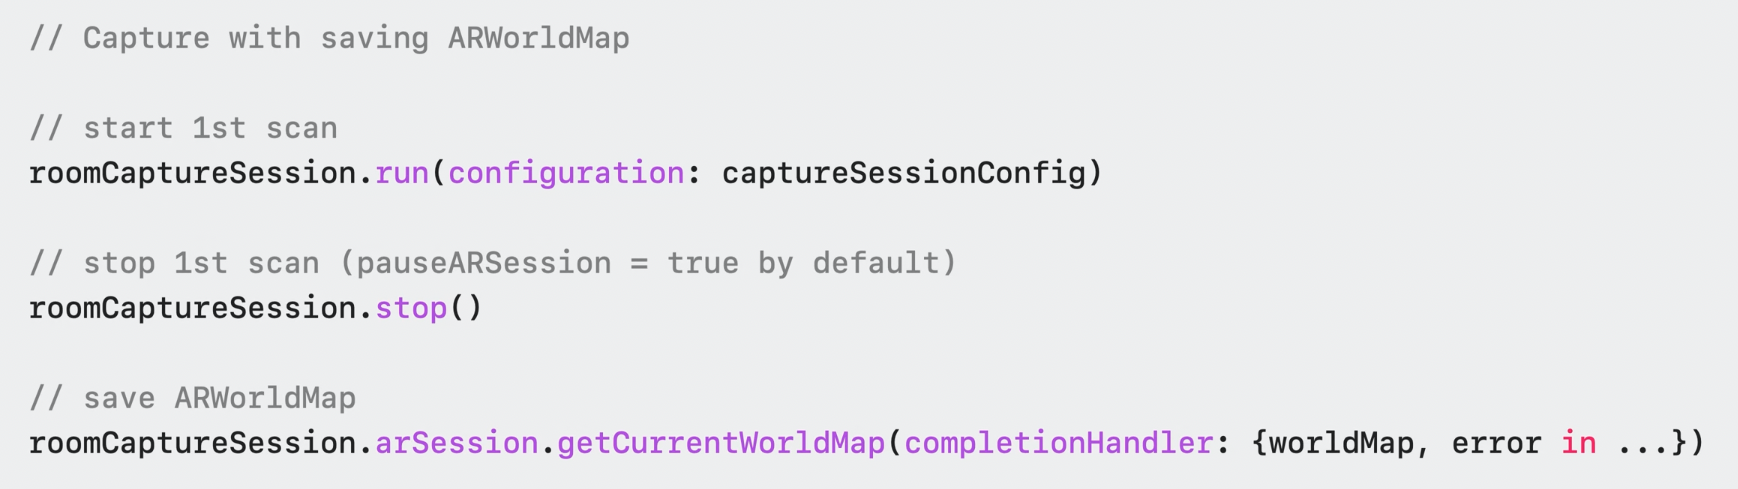 // Capture with saving ARWorldMap
// start 1st scan
roomCaptureSession.run(configuration: captureSessionConfig)
// stop 1st scan (pauseARSession = true by default)
roomCaptureSession.stop()
// save ARWorldMap
roomCaptureSession.arSession.getCurrentWorldMap(completionHandler: {worldMap, error in ...})